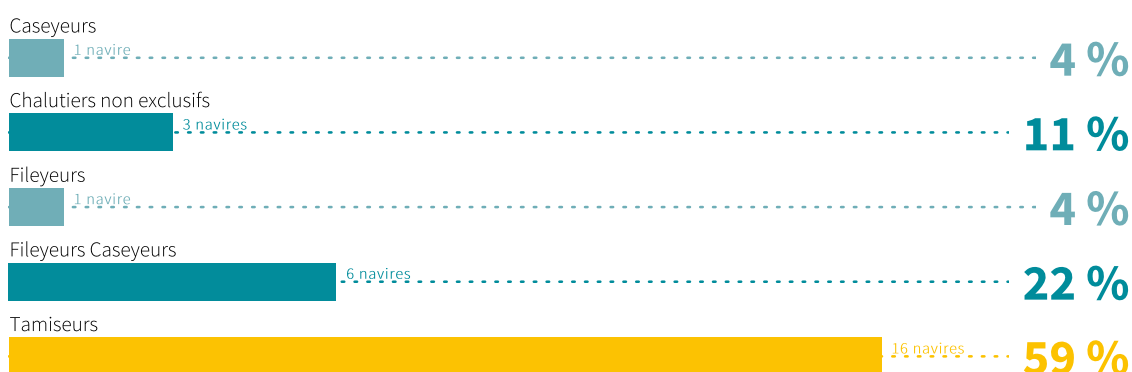 Caseyeurs
1 navire
4 %
Chalutiers non exclusifs
3 navires
11 %
Fileyeurs
1 navire
4 %
Fileyeurs Caseyeurs
6 navires
22 %
Tamiseurs
16 navires
59 %